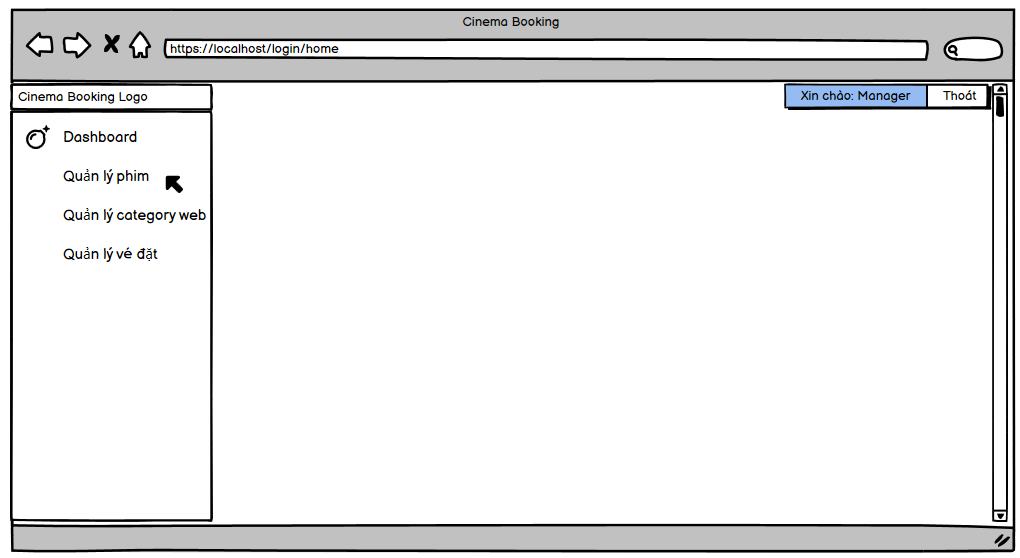 Cinema Booking
https://localhost/login/home
Cinema Booking Logo
Xin chào: Manager
Thoát
Dashboard
Quản lý phim
Quản lý category web
Quản lý vé đặt